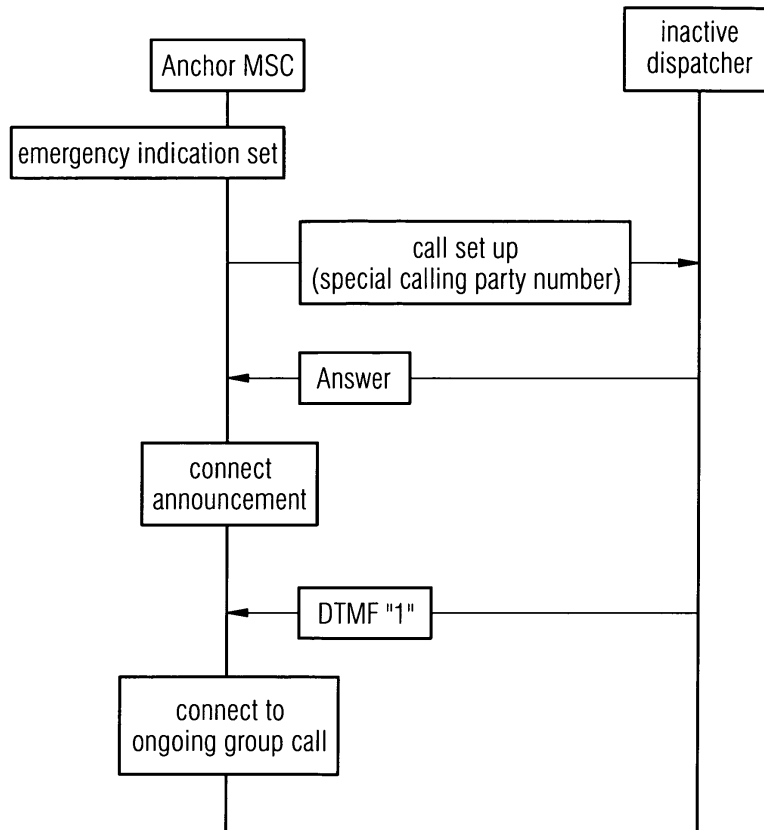 Anchor MSC
inactive
dispatcher
emergency indication set
call set up
(special calling party number)
Answer
connect
announcement
DTMF "1"
connect to
ongoing group call